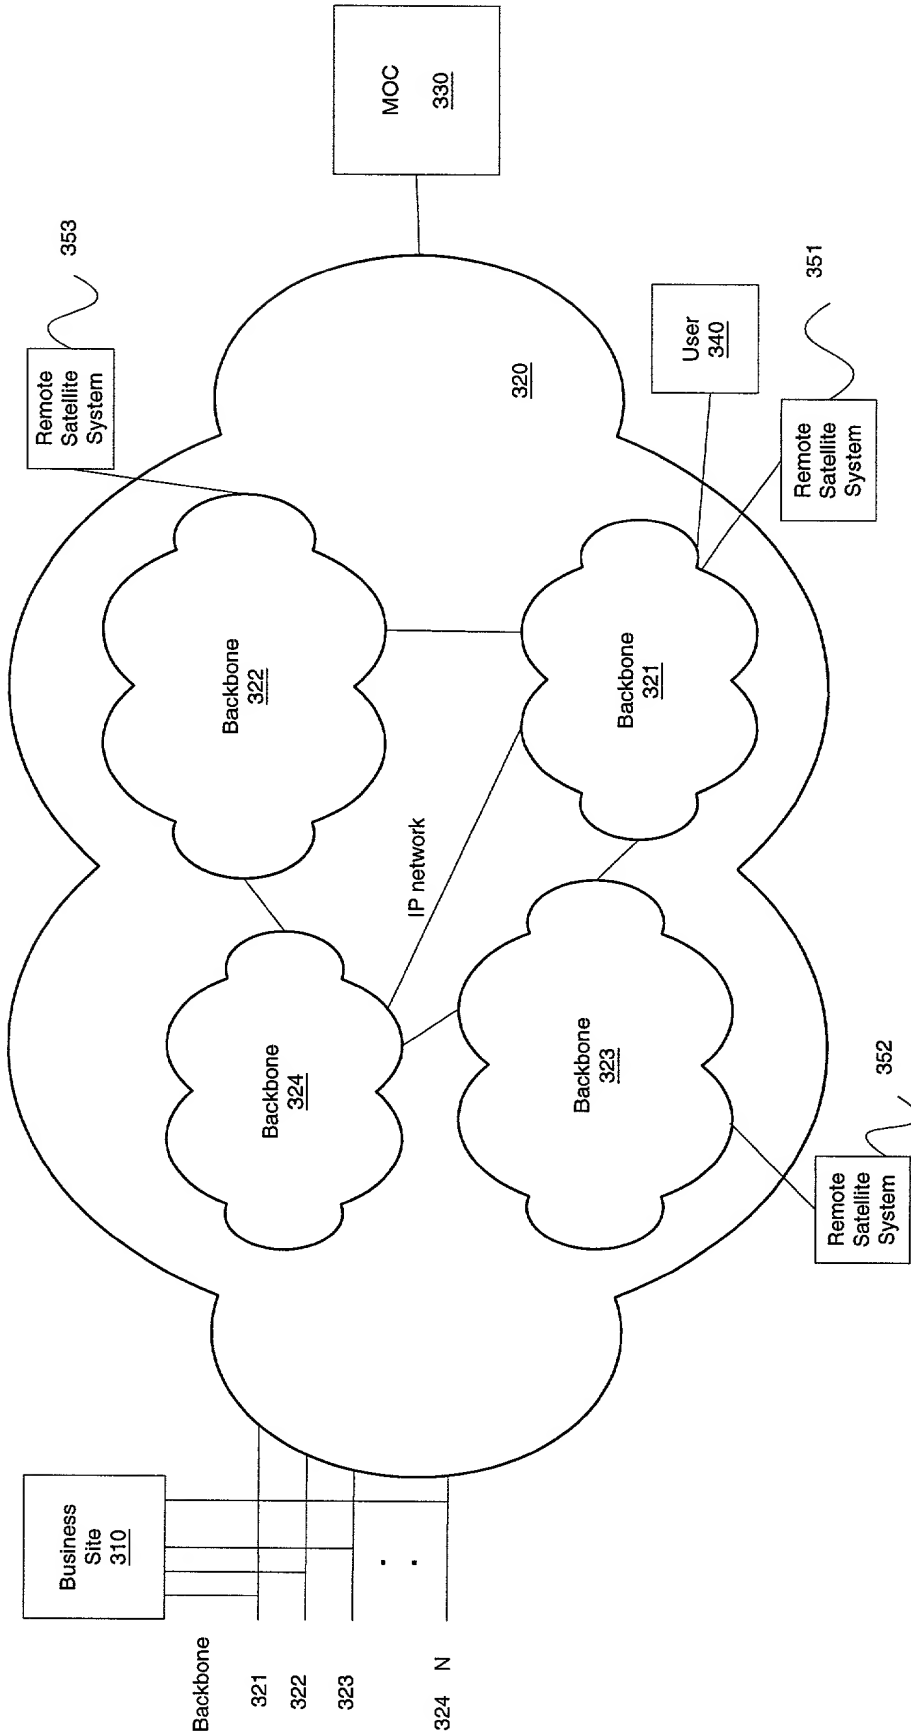 Business
Site
310
Backbone
321
322
323
324 N
Remote
Satellite
System
353
Backbone
322
Backbone
324
IP network
320
MOC
330
Backbone
323
Backbone
321
User
340
Remote
Satellite
System
352
Remote
Satellite
System
351